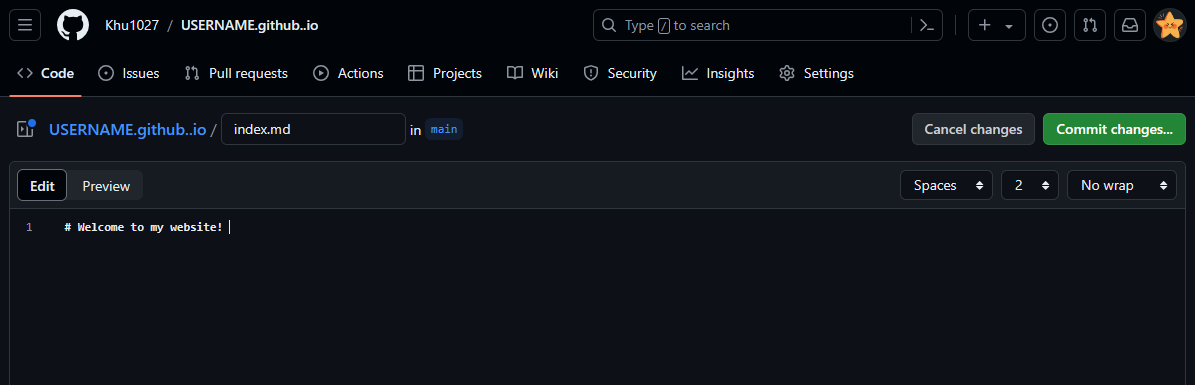 Khu1027 / USERNAME.github..io
Type / to search
Code Issues Pull requests Actions Projects Wiki Security Insights Settings
USERNAME.github..io / index.md in main Cancel changes Commit changes...
Edit Preview Spaces 2 No wrap
1 # Welcome to my website!